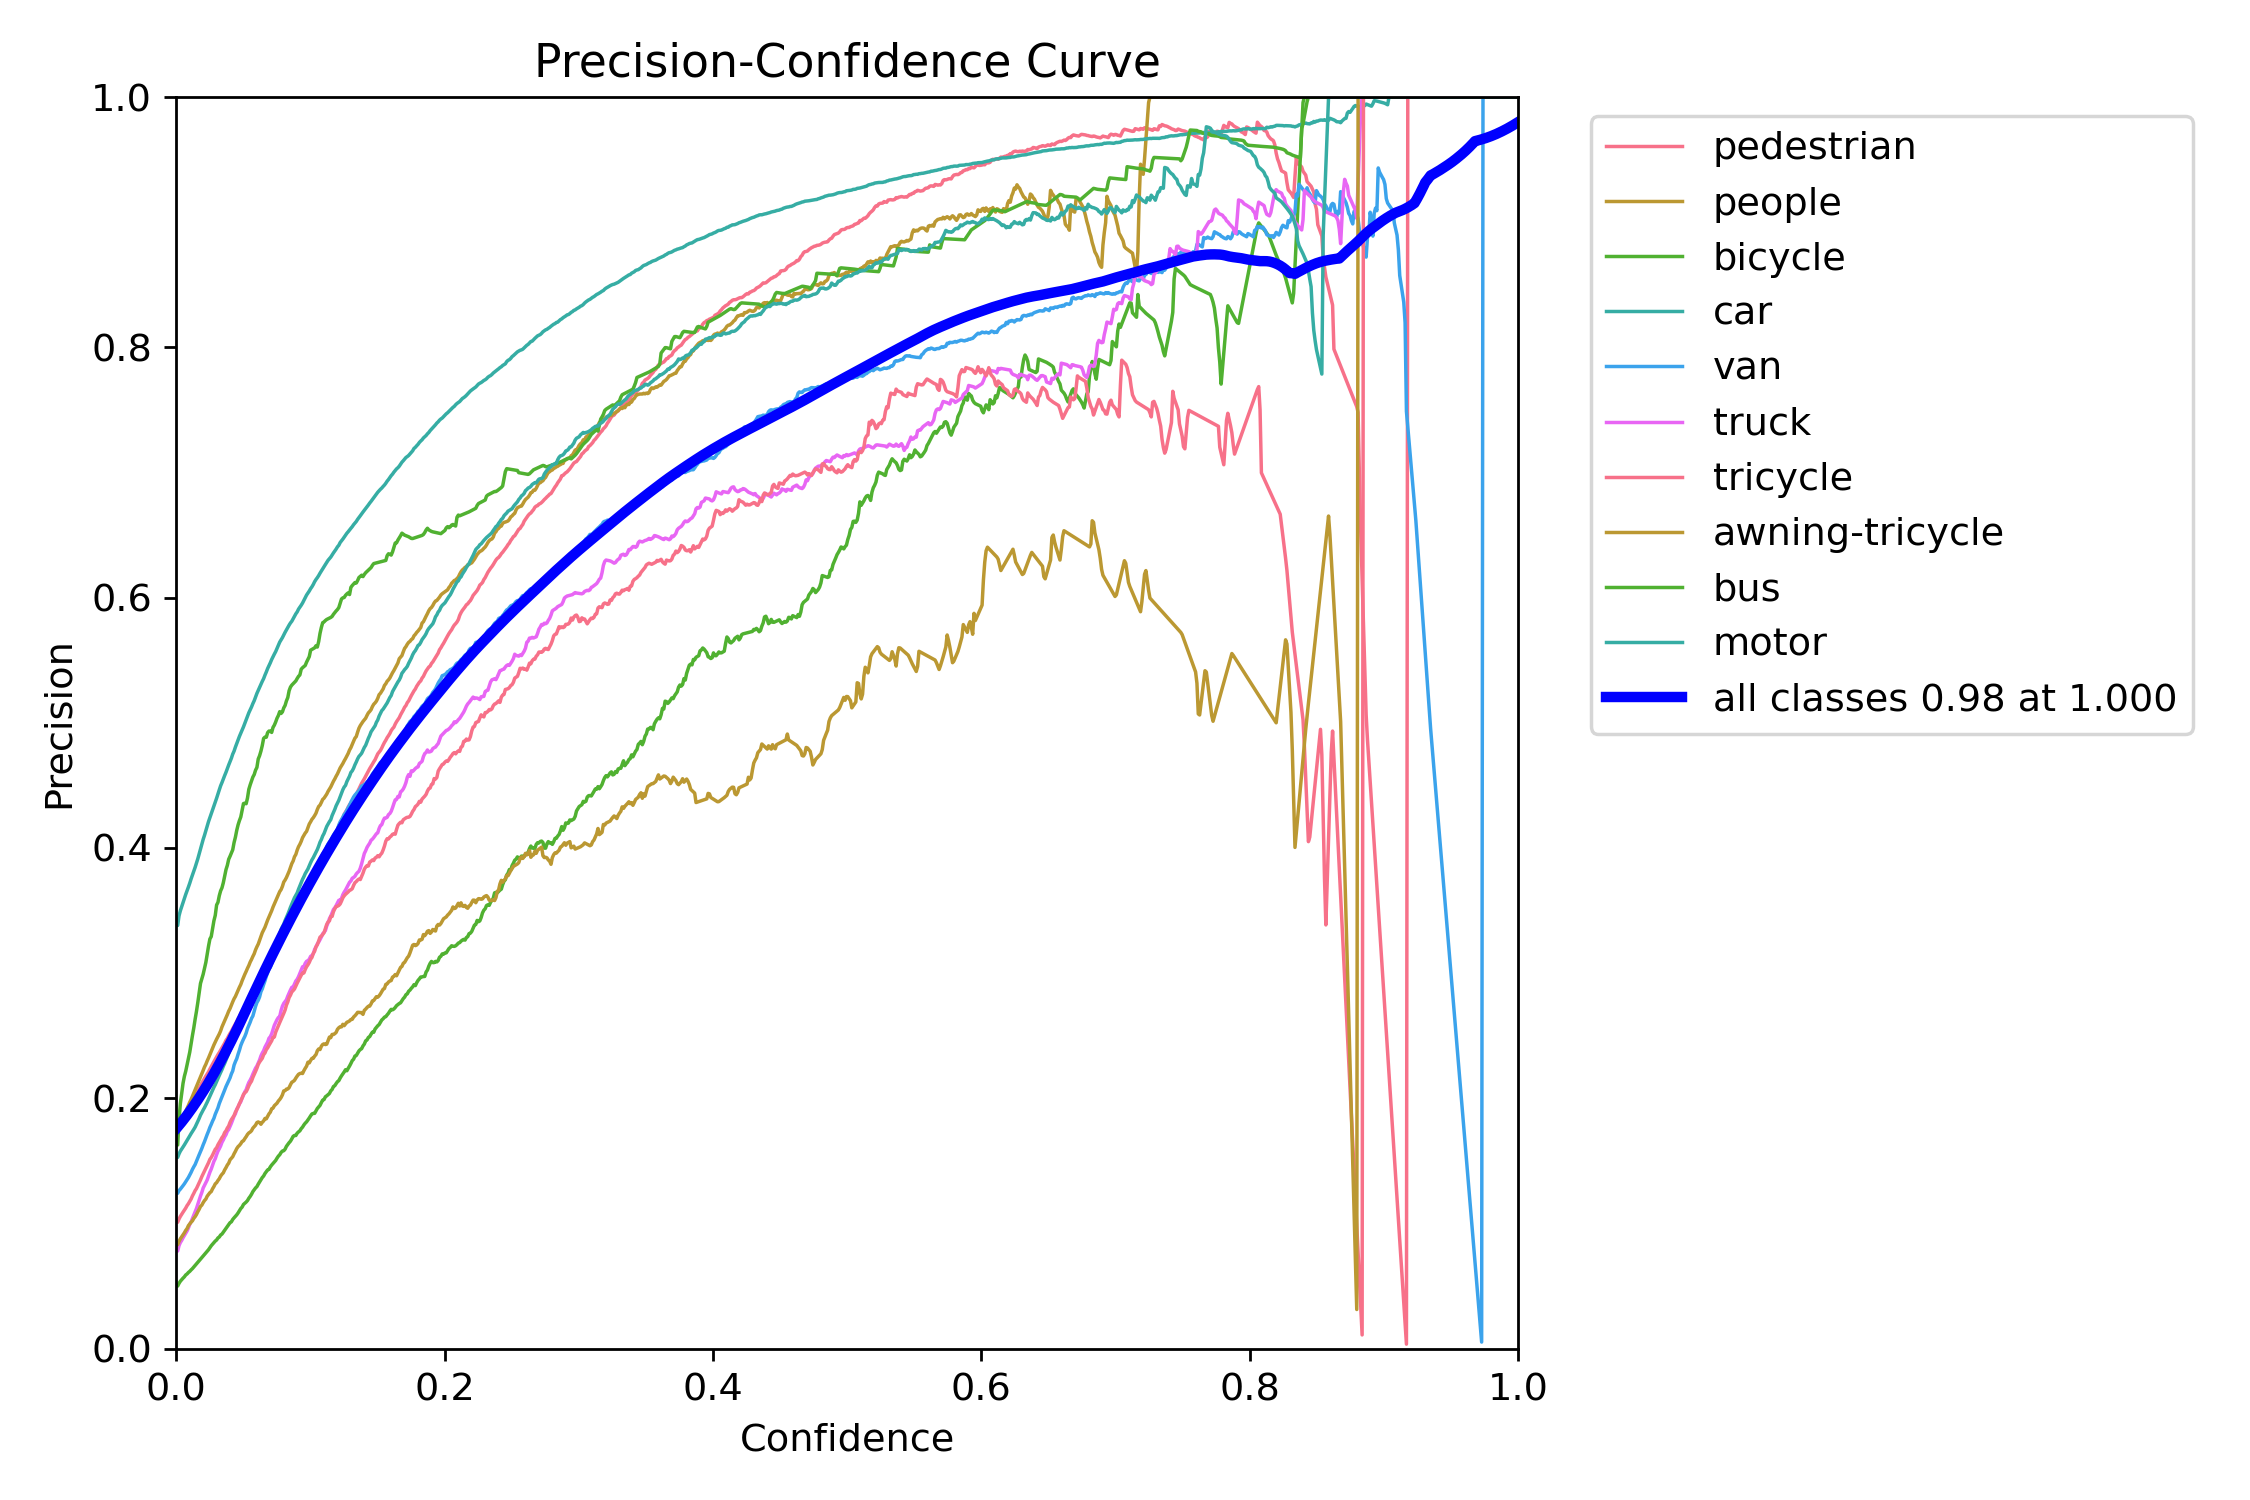 Precision-Confidence Curve
1.0
0.8
0.6
0.4
0.2
0.0
Precision
0.0 0.2 0.4 0.6 0.8 1.0
Confidence
pedestrian
people
bicycle
car
van
truck
tricycle
awning-tricycle
bus
motor
all classes 0.98 at 1.000